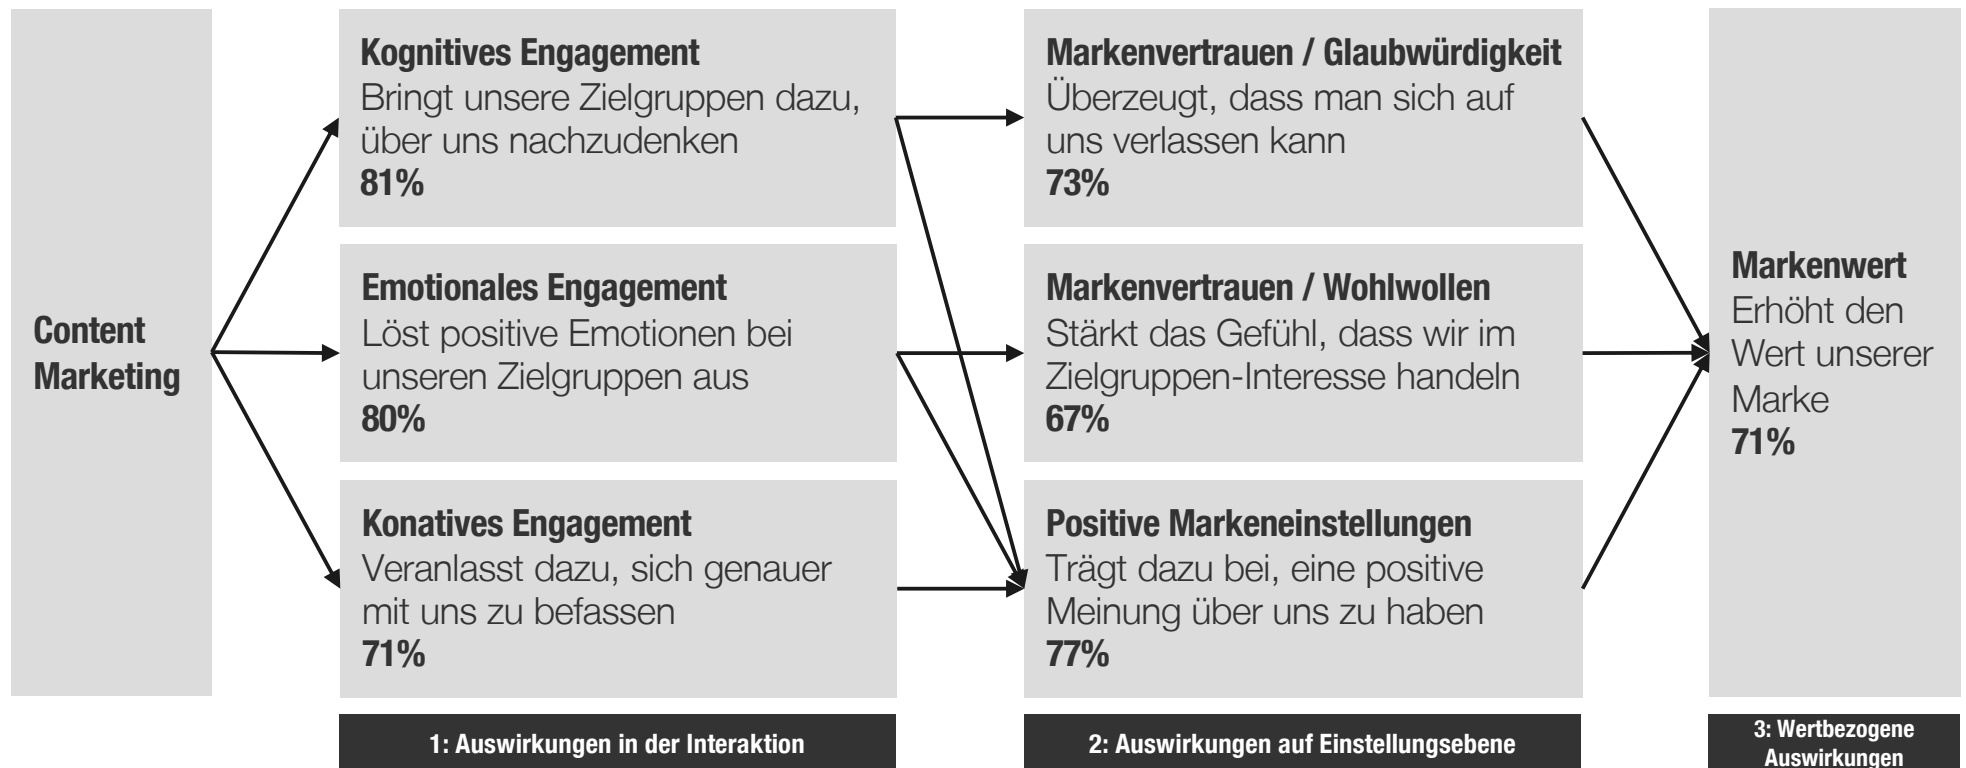 Content
Marketing
Kognitives Engagement
Bringt unsere Zielgruppen dazu,
über uns nachzudenken
81%
Emotionales Engagement
Löst positive Emotionen bei
unseren Zielgruppen aus
80%
Konatives Engagement
Veranlasst dazu, sich genauer
mit uns zu befassen
71%
1: Auswirkungen in der Interaktion
Markenvertrauen / Glaubwürdigkeit
Überzeugt, dass man sich auf
uns verlassen kann
73%
Markenvertrauen / Wohlwollen
Stärkt das Gefühl, dass wir im
Zielgruppen-Interesse handeln
67%
Positive Markeneinstellungen
Trägt dazu bei, eine positive
Meinung über uns zu haben
77%
2: Auswirkungen auf Einstellungsebene
Markenwert
Erhöht den
Wert unserer
Marke
71%
3: Wertbezogene
Auswirkungen